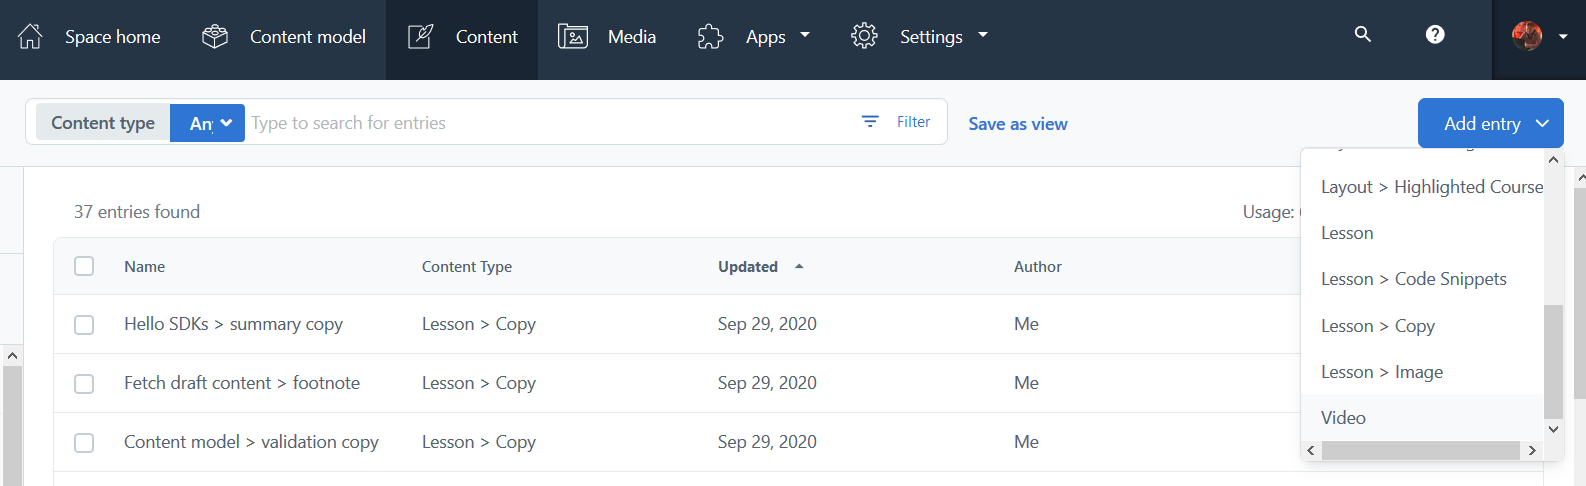 Space home Content model Content Media Apps Settings
Content type Any Type to search for entries Filter Save as view Add entry
37 entries found Usage:
Name Content Type Updated Author
Hello SDKs > summary copy Lesson > Copy Sep 29, 2020 Me
Fetch draft content > footnote Lesson > Copy Sep 29, 2020 Me
Content model > validation copy Lesson > Copy Sep 29, 2020 Me
Layout > Highlighted Course
Lesson
Lesson > Code Snippets
Lesson > Copy
Lesson > Image
Video